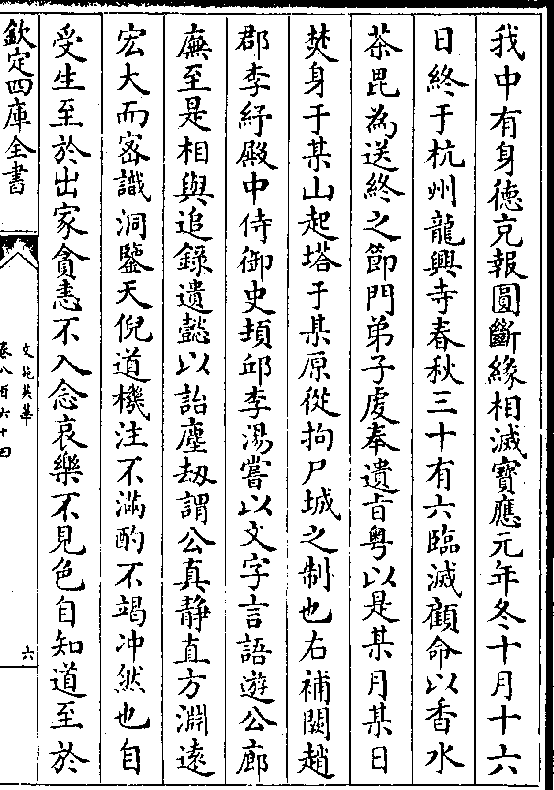 我中有身德充報圓斷緣相滅寶應元年冬十月十六
日終于杭州龍興寺春秋三十有六臨滅顧命以香水
茶毘為送終之節門弟子虔奉遺旨粤以是某月某日
焚身于某山起塔于某原從拘尸城之制也右補闕趙
郡李紓殿中侍御史頓邱李湯嘗以文字言語遊公廊
廡至是相與追錄遺懿以詒塵劫謂公真静直方淵遠
宏大而密識洞鑒天倪道機注不滿酌不竭冲然也自
受生至於出家貪恚不入念哀樂不見色自知道至於
欽定四庫全書
文苑英華
卷八百六十四
六